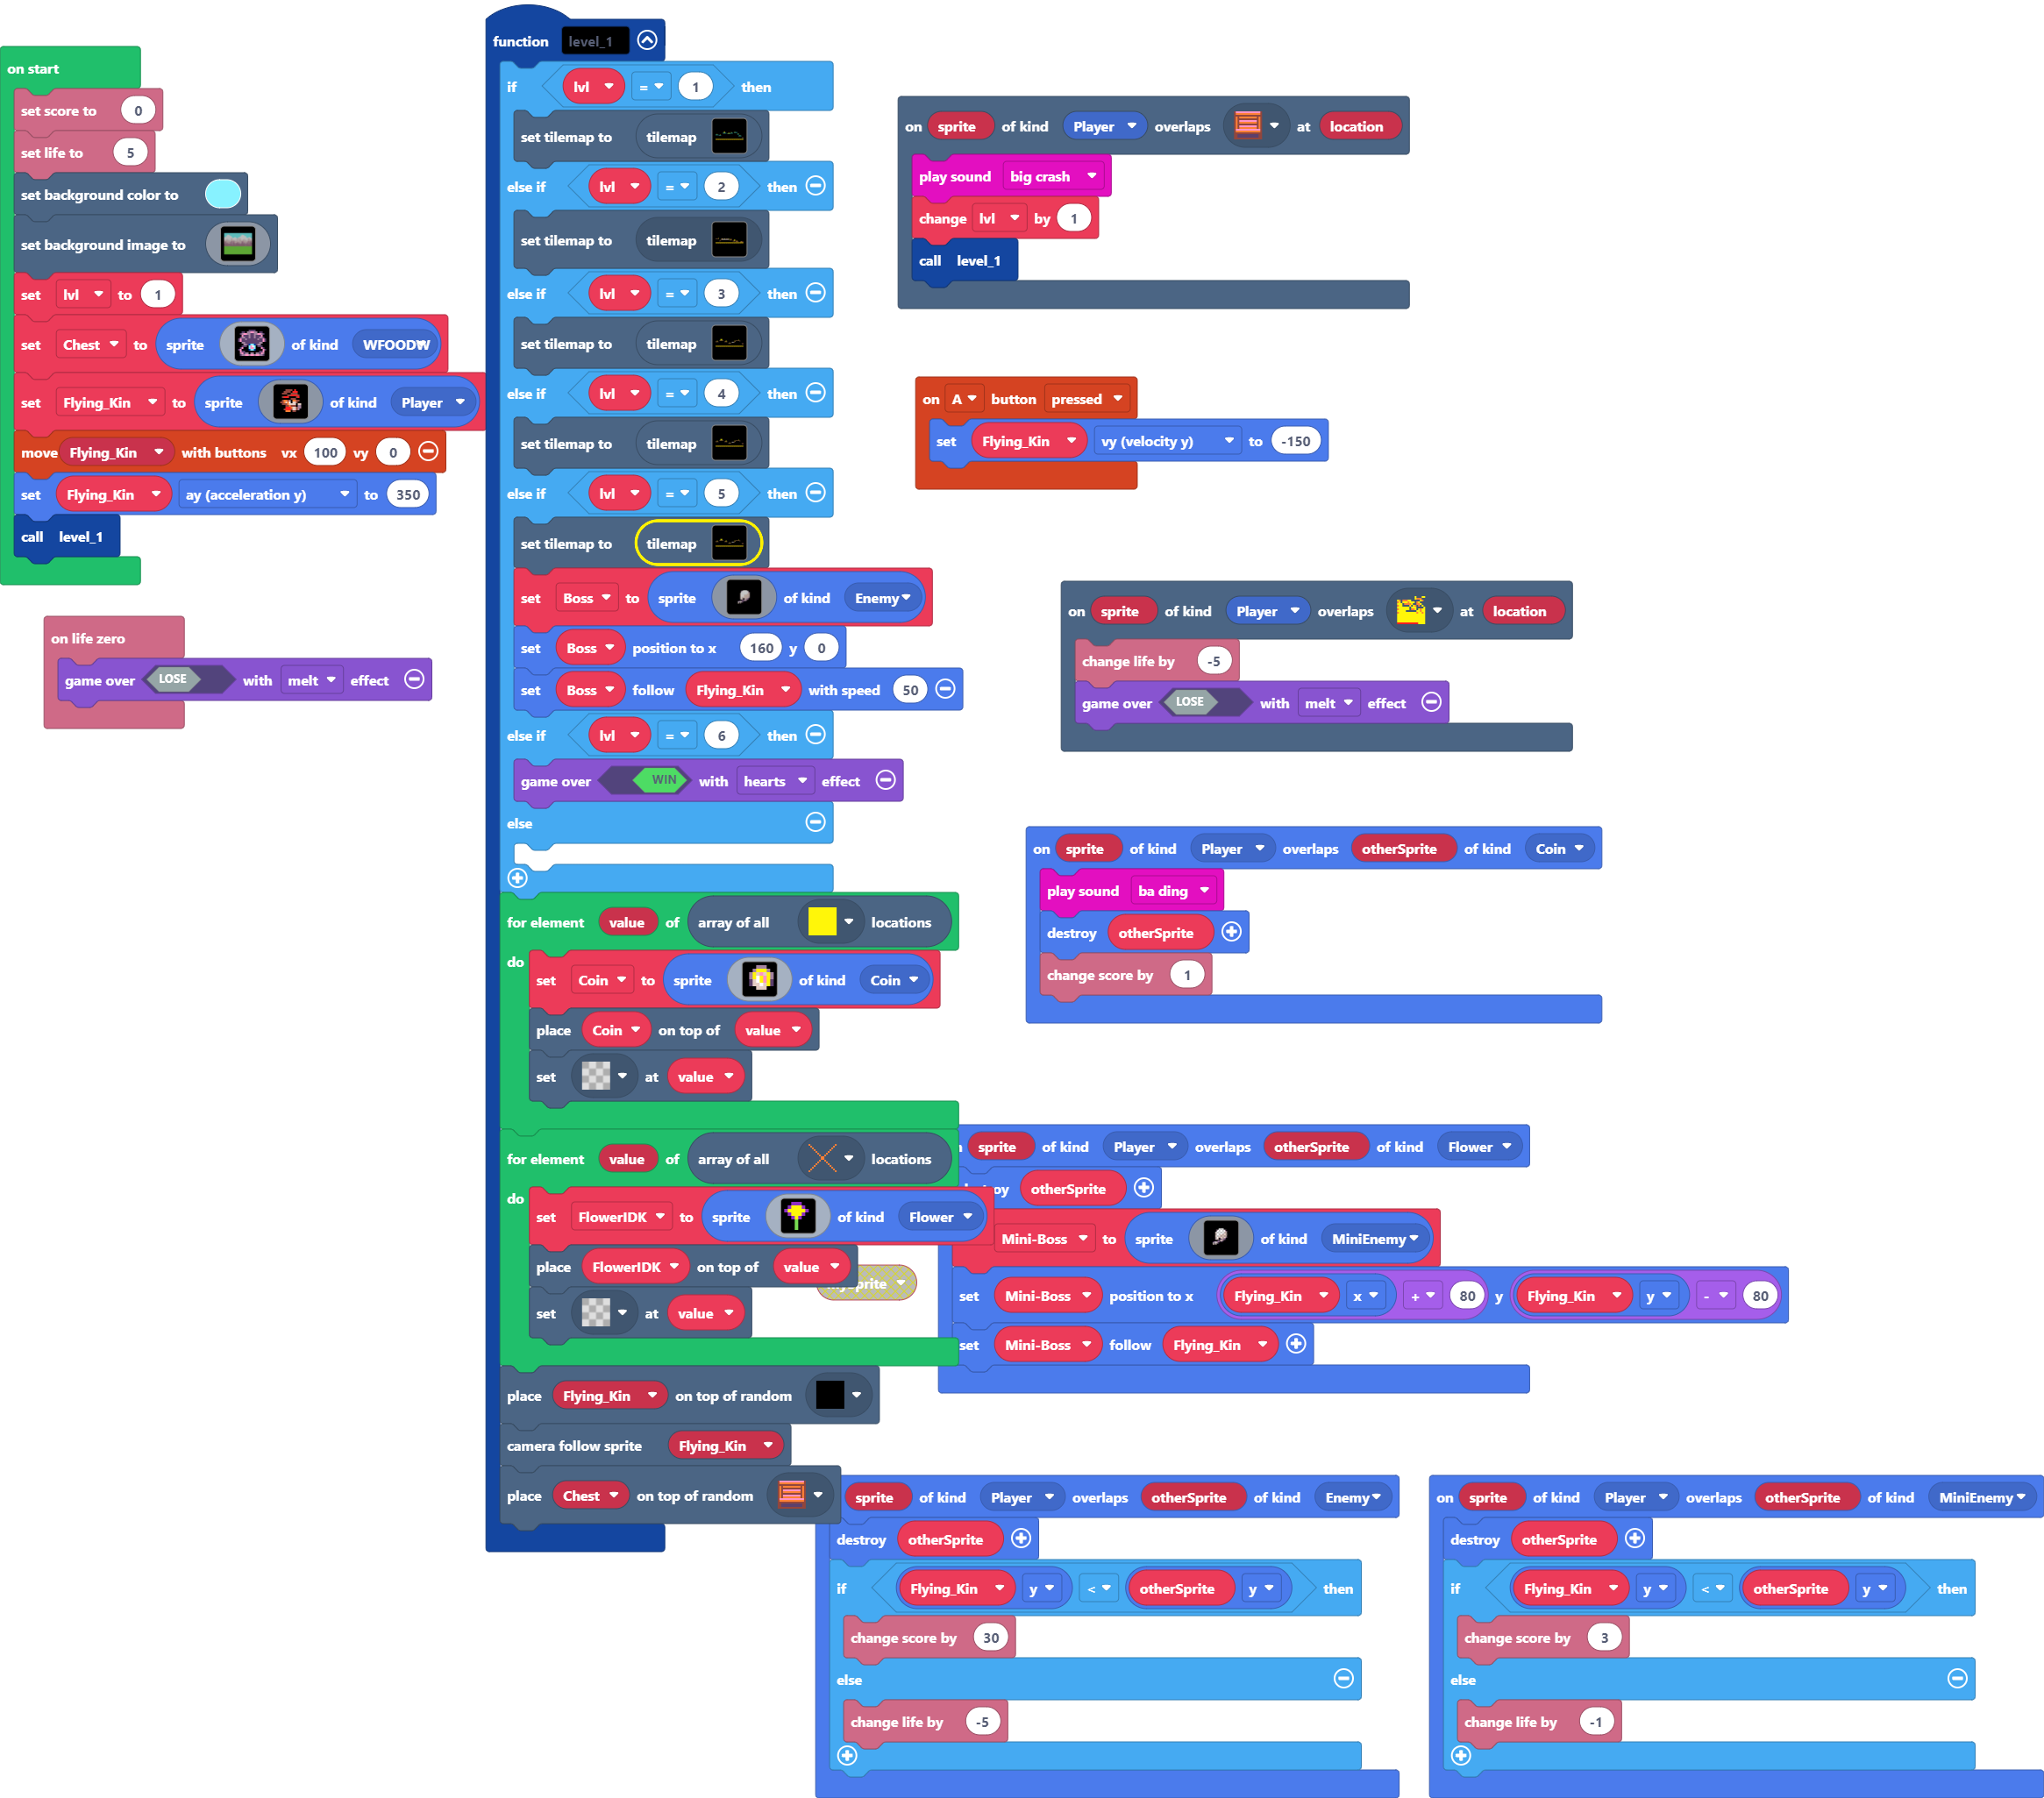 on start
set score to 0
set life to 5
set background color to
set background image to
set lvl to 1
set Chest to sprite of kind WFOODW
set Flying_Kin to sprite of kind Player
move Flying_Kin with buttons vx 100 vy 0
set Flying_Kin ay (acceleration y) to 350
call level_1
on life zero
game over LOSE with melt effect
function level_1
if lvl = 1 then
set tilemap to tilemap
else if lvl = 2 then
set tilemap to tilemap
else if lvl = 3 then
set tilemap to tilemap
else if lvl = 4 then
set tilemap to tilemap
else if lvl = 5 then
set tilemap to tilemap
set Boss to sprite of kind Enemy
set Boss position to x 160 y 0
set Boss follow Flying_Kin with speed 50
else if lvl = 6 then
game over WIN with hearts effect
else
for element value of array of all locations
do
set Coin to sprite of kind Coin
place Coin on top of value
set at value
for element value of array of all locations
do
set FlowerIDK to sprite of kind Flower
place FlowerIDK on top of value
set at value
place Flying_Kin on top of random
camera follow sprite Flying_Kin
place Chest on top of random
on sprite of kind Player overlaps at location
play sound big crash
change lvl by 1
call level_1
on A button pressed
set Flying_Kin vy (velocity y) to -150
on sprite of kind Player overlaps at location
change life by -5
game over LOSE with melt effect
on sprite of kind Player overlaps otherSprite of kind Coin
play sound ba ding
destroy otherSprite
change score by 1
sprite of kind Player overlaps otherSprite of kind Flower
otherSprite
Mini-Boss to sprite of kind MiniEnemy
set Mini-Boss position to x Flying_Kin x + 80 y Flying_Kin y - 80
set Mini-Boss follow Flying_Kin
sprite of kind Player overlaps otherSprite of kind Enemy
destroy otherSprite
if Flying_Kin y < otherSprite y then
change score by 30
else
change life by -5
on sprite of kind Player overlaps otherSprite of kind MiniEnemy
destroy otherSprite
if Flying_Kin y < otherSprite y then
change score by 3
else
change life by -1